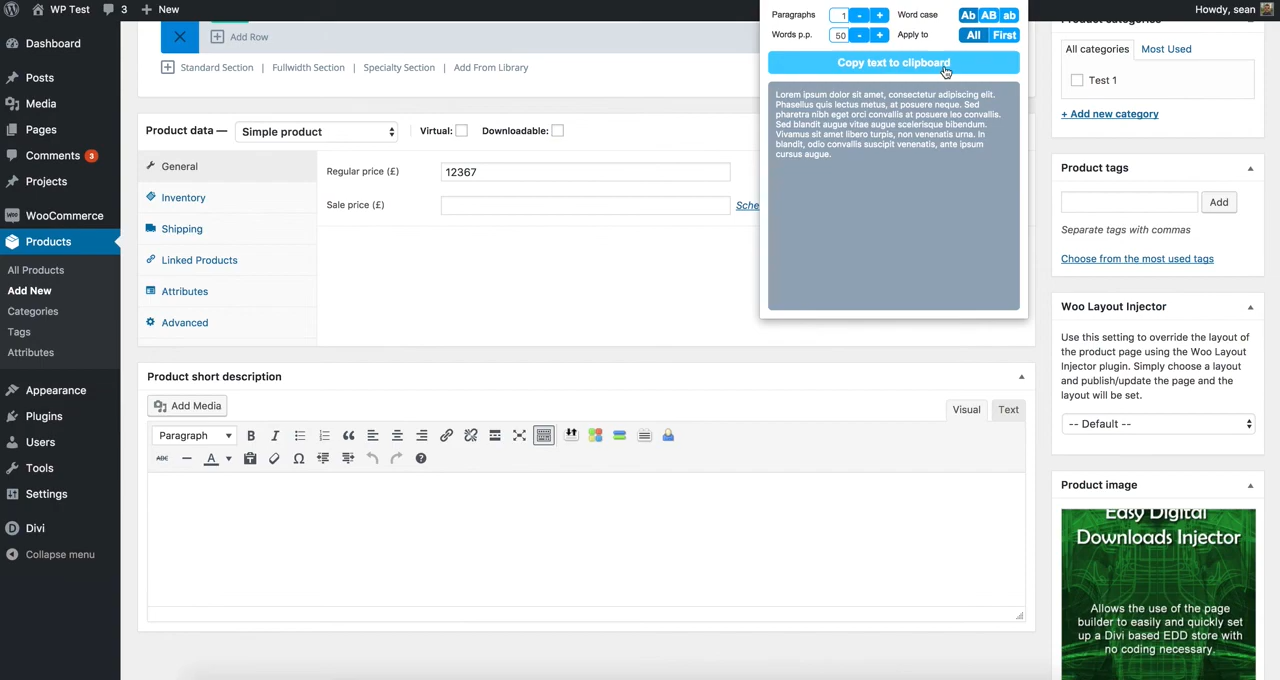 WP Test
3
New
Howdy, sean
Dashboard
Posts
Media
Pages
Comments 3
Projects
WooCommerce
Products
All Products
Add New
Categories
Tags
Attributes
Appearance
Plugins
Users
Tools
Settings
Divi
Collapse menu
Add Row
Standard Section | Fullwidth Section | Specialty Section | Add From Library
Product data — Simple product Virtual: Downloadable:
General
Inventory
Shipping
Linked Products
Attributes
Advanced
Regular price (£) 12367
Sale price (£) Sche
Paragraphs 1 - + Word case Ab AB ab
Words p.p. 50 - + Apply to All First
Copy text to clipboard
Lorem ipsum dolor sit amet, consectetur adipiscing elit.
Phasellus quis lectus metus, at posuere neque. Sed
pharetra nibh eget orci convallis at posuere leo convallis.
Sed blandit augue vitae augue scelerisque bibendum.
Vivamus sit amet libero turpis, non venenatis urna. In
blandit, odio convallis suscipit venenatis, ante ipsum
cursus augue.
Product short description
Add Media
Visual Text
Paragraph B I
ABC A Ω
Product categories
All categories Most Used
Test 1
+ Add new category
Product tags
Add
Separate tags with commas
Choose from the most used tags
Woo Layout Injector
Use this setting to override the layout of
the product page using the Woo Layout
Injector plugin. Simply choose a layout
and publish/update the page and the
layout will be set.
-- Default --
Product image
Easy Digital
Downloads Injector
Allows the use of the page
builder to easily and quickly set
up a Divi based EDD store with
no coding necessary.